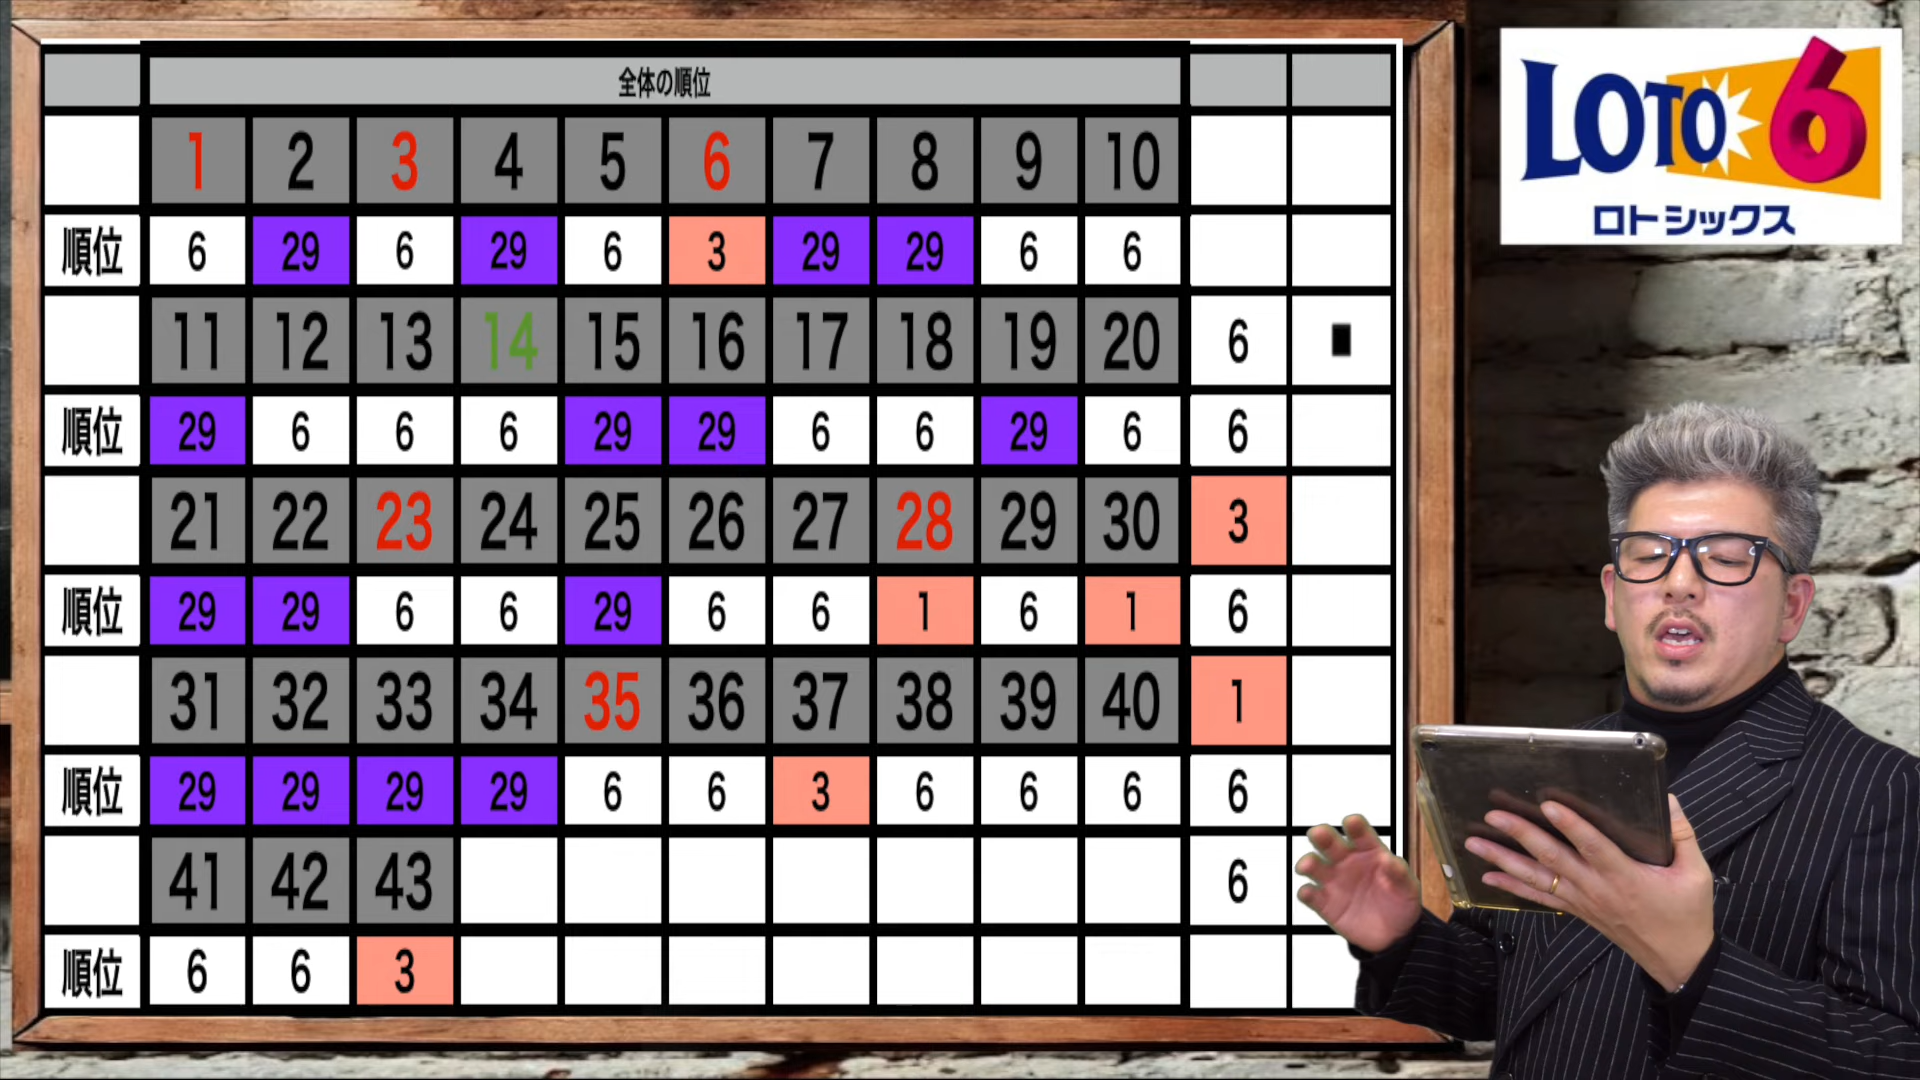 全体の順位
1 2 3 4 5 6 7 8 9 10
順位 6 29 6 29 6 3 29 29 6 6
11 12 13 14 15 16 17 18 19 20 6 ■
順位 29 6 6 6 29 29 6 6 29 6 6
21 22 23 24 25 26 27 28 29 30 3
順位 29 29 6 6 29 6 6 1 6 1 6
31 32 33 34 35 36 37 38 39 40 1
順位 29 29 29 29 6 6 3 6 6 6 6
41 42 43 6
順位 6 6 3
LOTO 6
ロトシックス